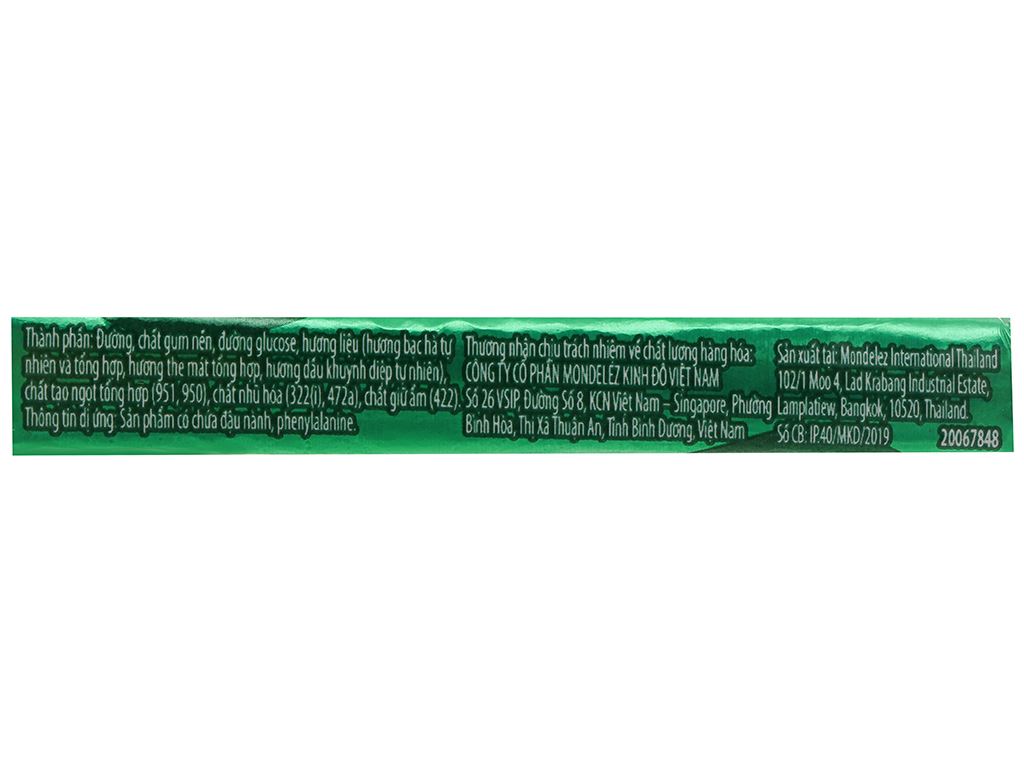 Thành phần: Đường, chất gum nền, đường glucose, hương liệu (hương bạc hà tự
nhiên và tổng hợp, hương the mát tổng hợp, hương dầu khuynh diệp tự nhiên),
chất tạo ngọt tổng hợp (951, 950), chất nhũ hóa (322(i), 472a), chất giữ ẩm (422).
Thông tin dị ứng: Sản phẩm có chứa đậu nành, phenylalanine.
Thương nhân chịu trách nhiệm về chất lượng hàng hóa:
CÔNG TY CỔ PHẦN MONDELEZ KINH ĐÔ VIỆT NAM
Số 26 VSIP, Đường Số 8, KCN Việt Nam – Singapore, Phường
Bình Hòa, Thị Xã Thuận An, Tỉnh Bình Dương, Việt Nam
Sản xuất tại: Mondelez International Thailand
102/1 Moo 4, Lad Krabang Industrial Estate,
Lamplatiew, Bangkok, 10520, Thailand.
Số CB: IP.40/MKD/2019
20067848